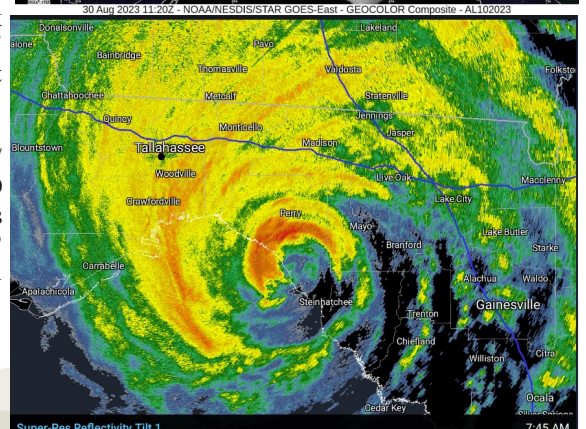 30 Aug 2023 11:20Z - NOAA/NESDIS/STAR GOES-East - GEOCOLOR Composite - AL102023
Donalsonville
Pavo
Lakeland
Bainbridge
Thomasville
Valdosta
Folksto
Chattahoochee
Metcalf
Statenville
Quincy
Monticello
Jennings
Jasper
Blountstown
Tallahassee
Madison
Woodville
Live Oak
Macclenny
Crawfordville
Lake City
Perry
Mayo
Lake Butler
Branford
Starke
Carrabelle
Alachua
Waldo
Apalachicola
Steinhatchee
Gainesville
Trenton
Chiefland
Williston
Citra
Ocala
Cedar Key
Silver Springs
Super-Res Reflectivity Tilt 1
7:45 AM